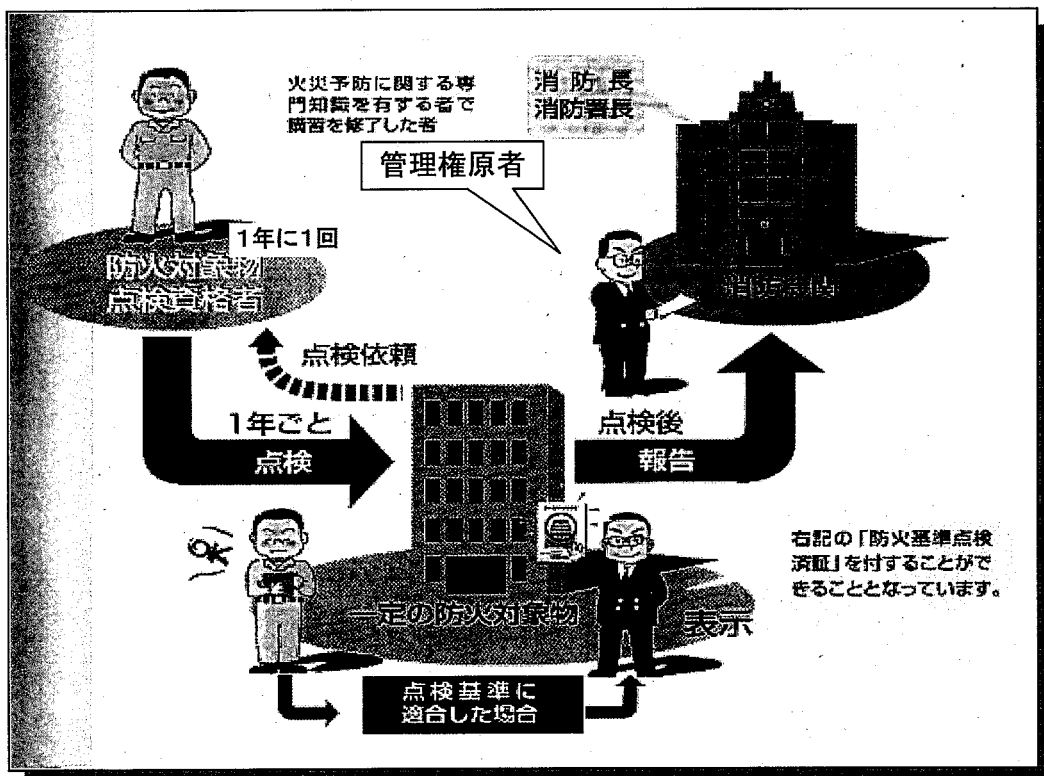 火災予防に関する専
門知識を有する者で
講習を修了した者
消防長
消防署長
管理権原者
1年に1回
防火対象物
点検資格者
消防機関
点検依頼
1年ごと
点検
点検後
報告
右記の「防火基準点検
済証」を付することがで
きることとなっています。
一定の防火対象物
表示
点検基準に
適合した場合